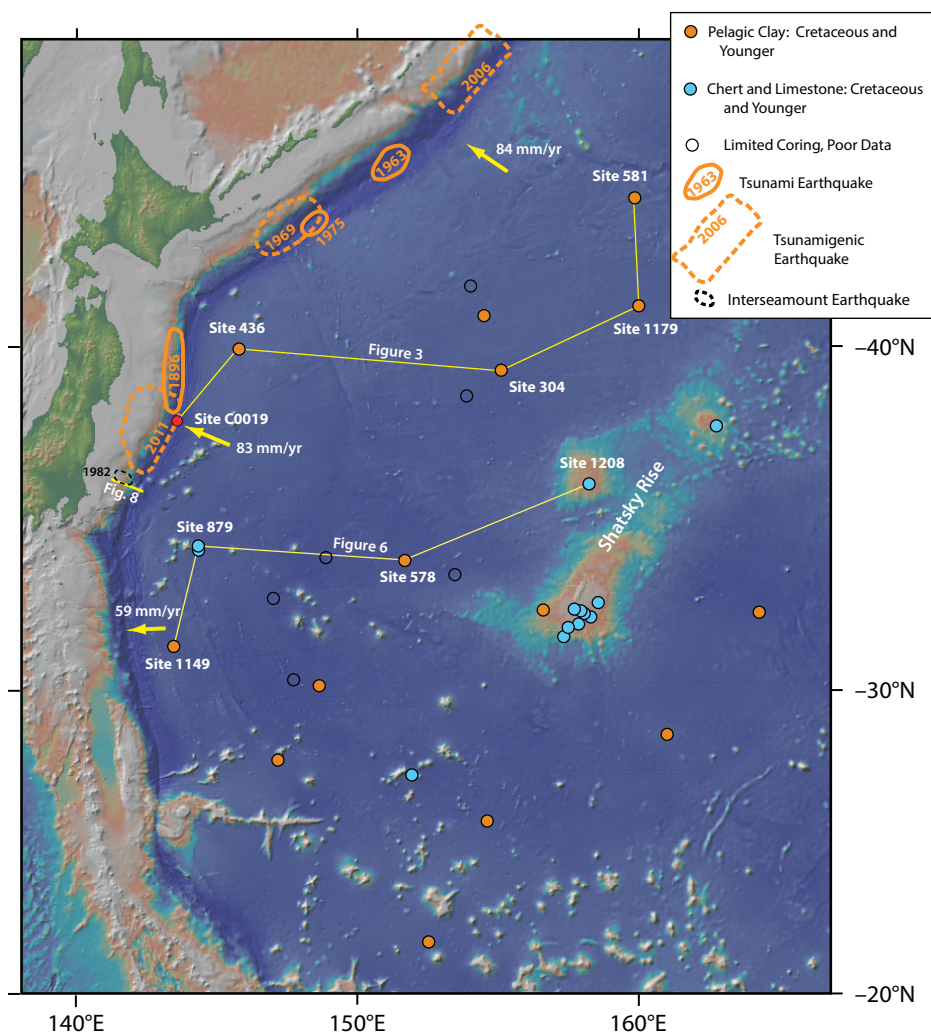 Pelagic Clay: Cretaceous and
Younger
Chert and Limestone: Cretaceous
and Younger
Limited Coring, Poor Data
1963
Tsunami Earthquake
2006
Tsunamigenic
Earthquake
Interseamount Earthquake
2006
1963
84 mm/yr
Site 581
1969
1975
Site 436
Site 1179
Figure 3
–40°N
1896
Site 304
Site C0019
2011
83 mm/yr
1982
Fig. 8
Site 1208
Shatsky Rise
Site 879
Figure 6
Site 578
59 mm/yr
Site 1149
–30°N
–20°N
140°E
150°E
160°E